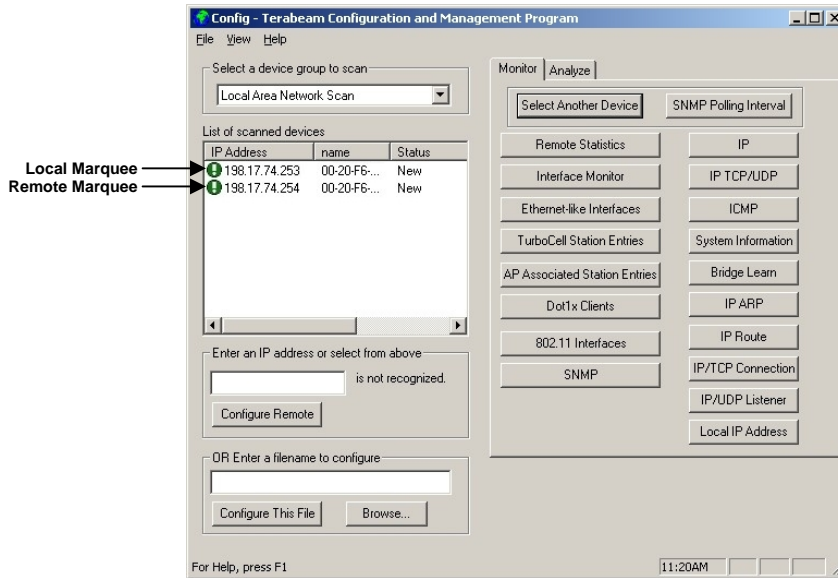 Config - Terabeam Configuration and Management Program
File View Help
Select a device group to scan
Local Area Network Scan
List of scanned devices
IP Address name Status
Local Marquee 198.17.74.253 00-20-F6-... New
Remote Marquee 198.17.74.254 00-20-F6-... New
Enter an IP address or select from above
is not recognized.
Configure Remote
OR Enter a filename to configure
Configure This File Browse...
Monitor Analyze
Select Another Device SNMP Polling Interval
Remote Statistics IP
Interface Monitor IP TCP/UDP
Ethernet-like Interfaces ICMP
TurboCell Station Entries System Information
AP Associated Station Entries Bridge Learn
Dot1x Clients IP ARP
802.11 Interfaces IP Route
SNMP IP/TCP Connection
IP/UDP Listener
Local IP Address
For Help, press F1 11:20AM